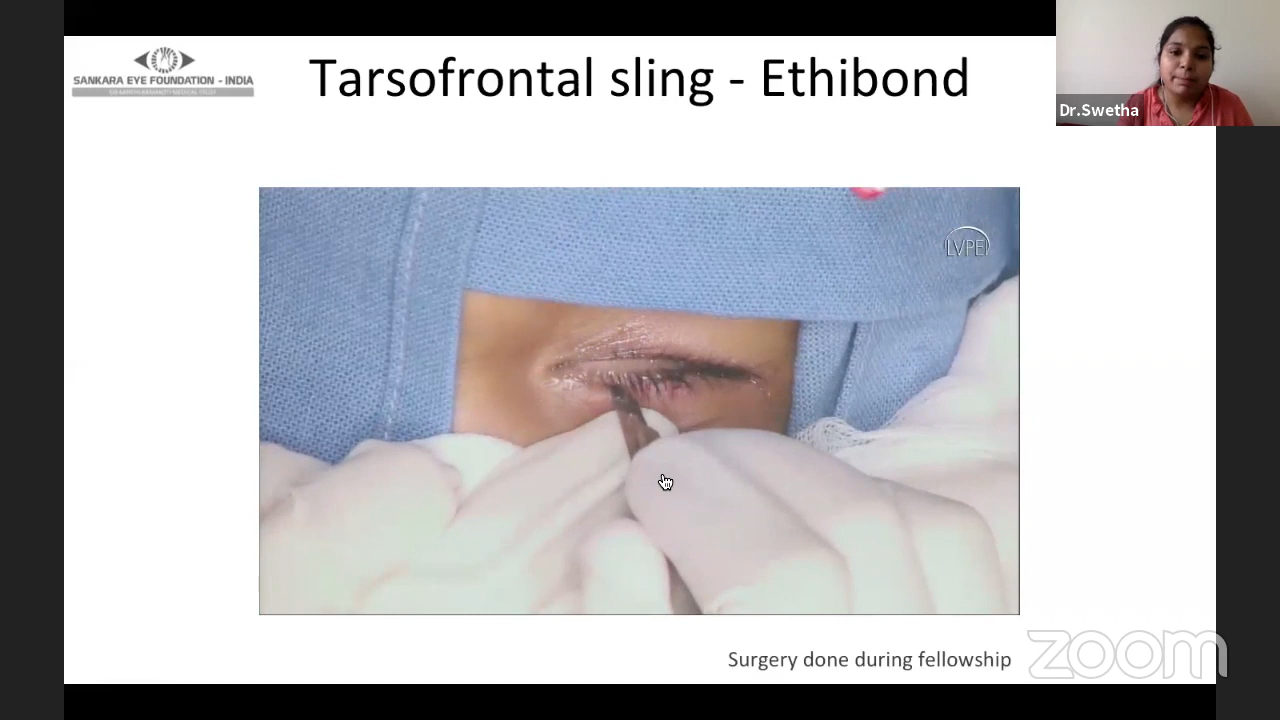 SANKARA EYE FOUNDATION - INDIA
Tarsofrontal sling - Ethibond
Dr.Swetha
LVPEI
Surgery done during fellowship
zoom